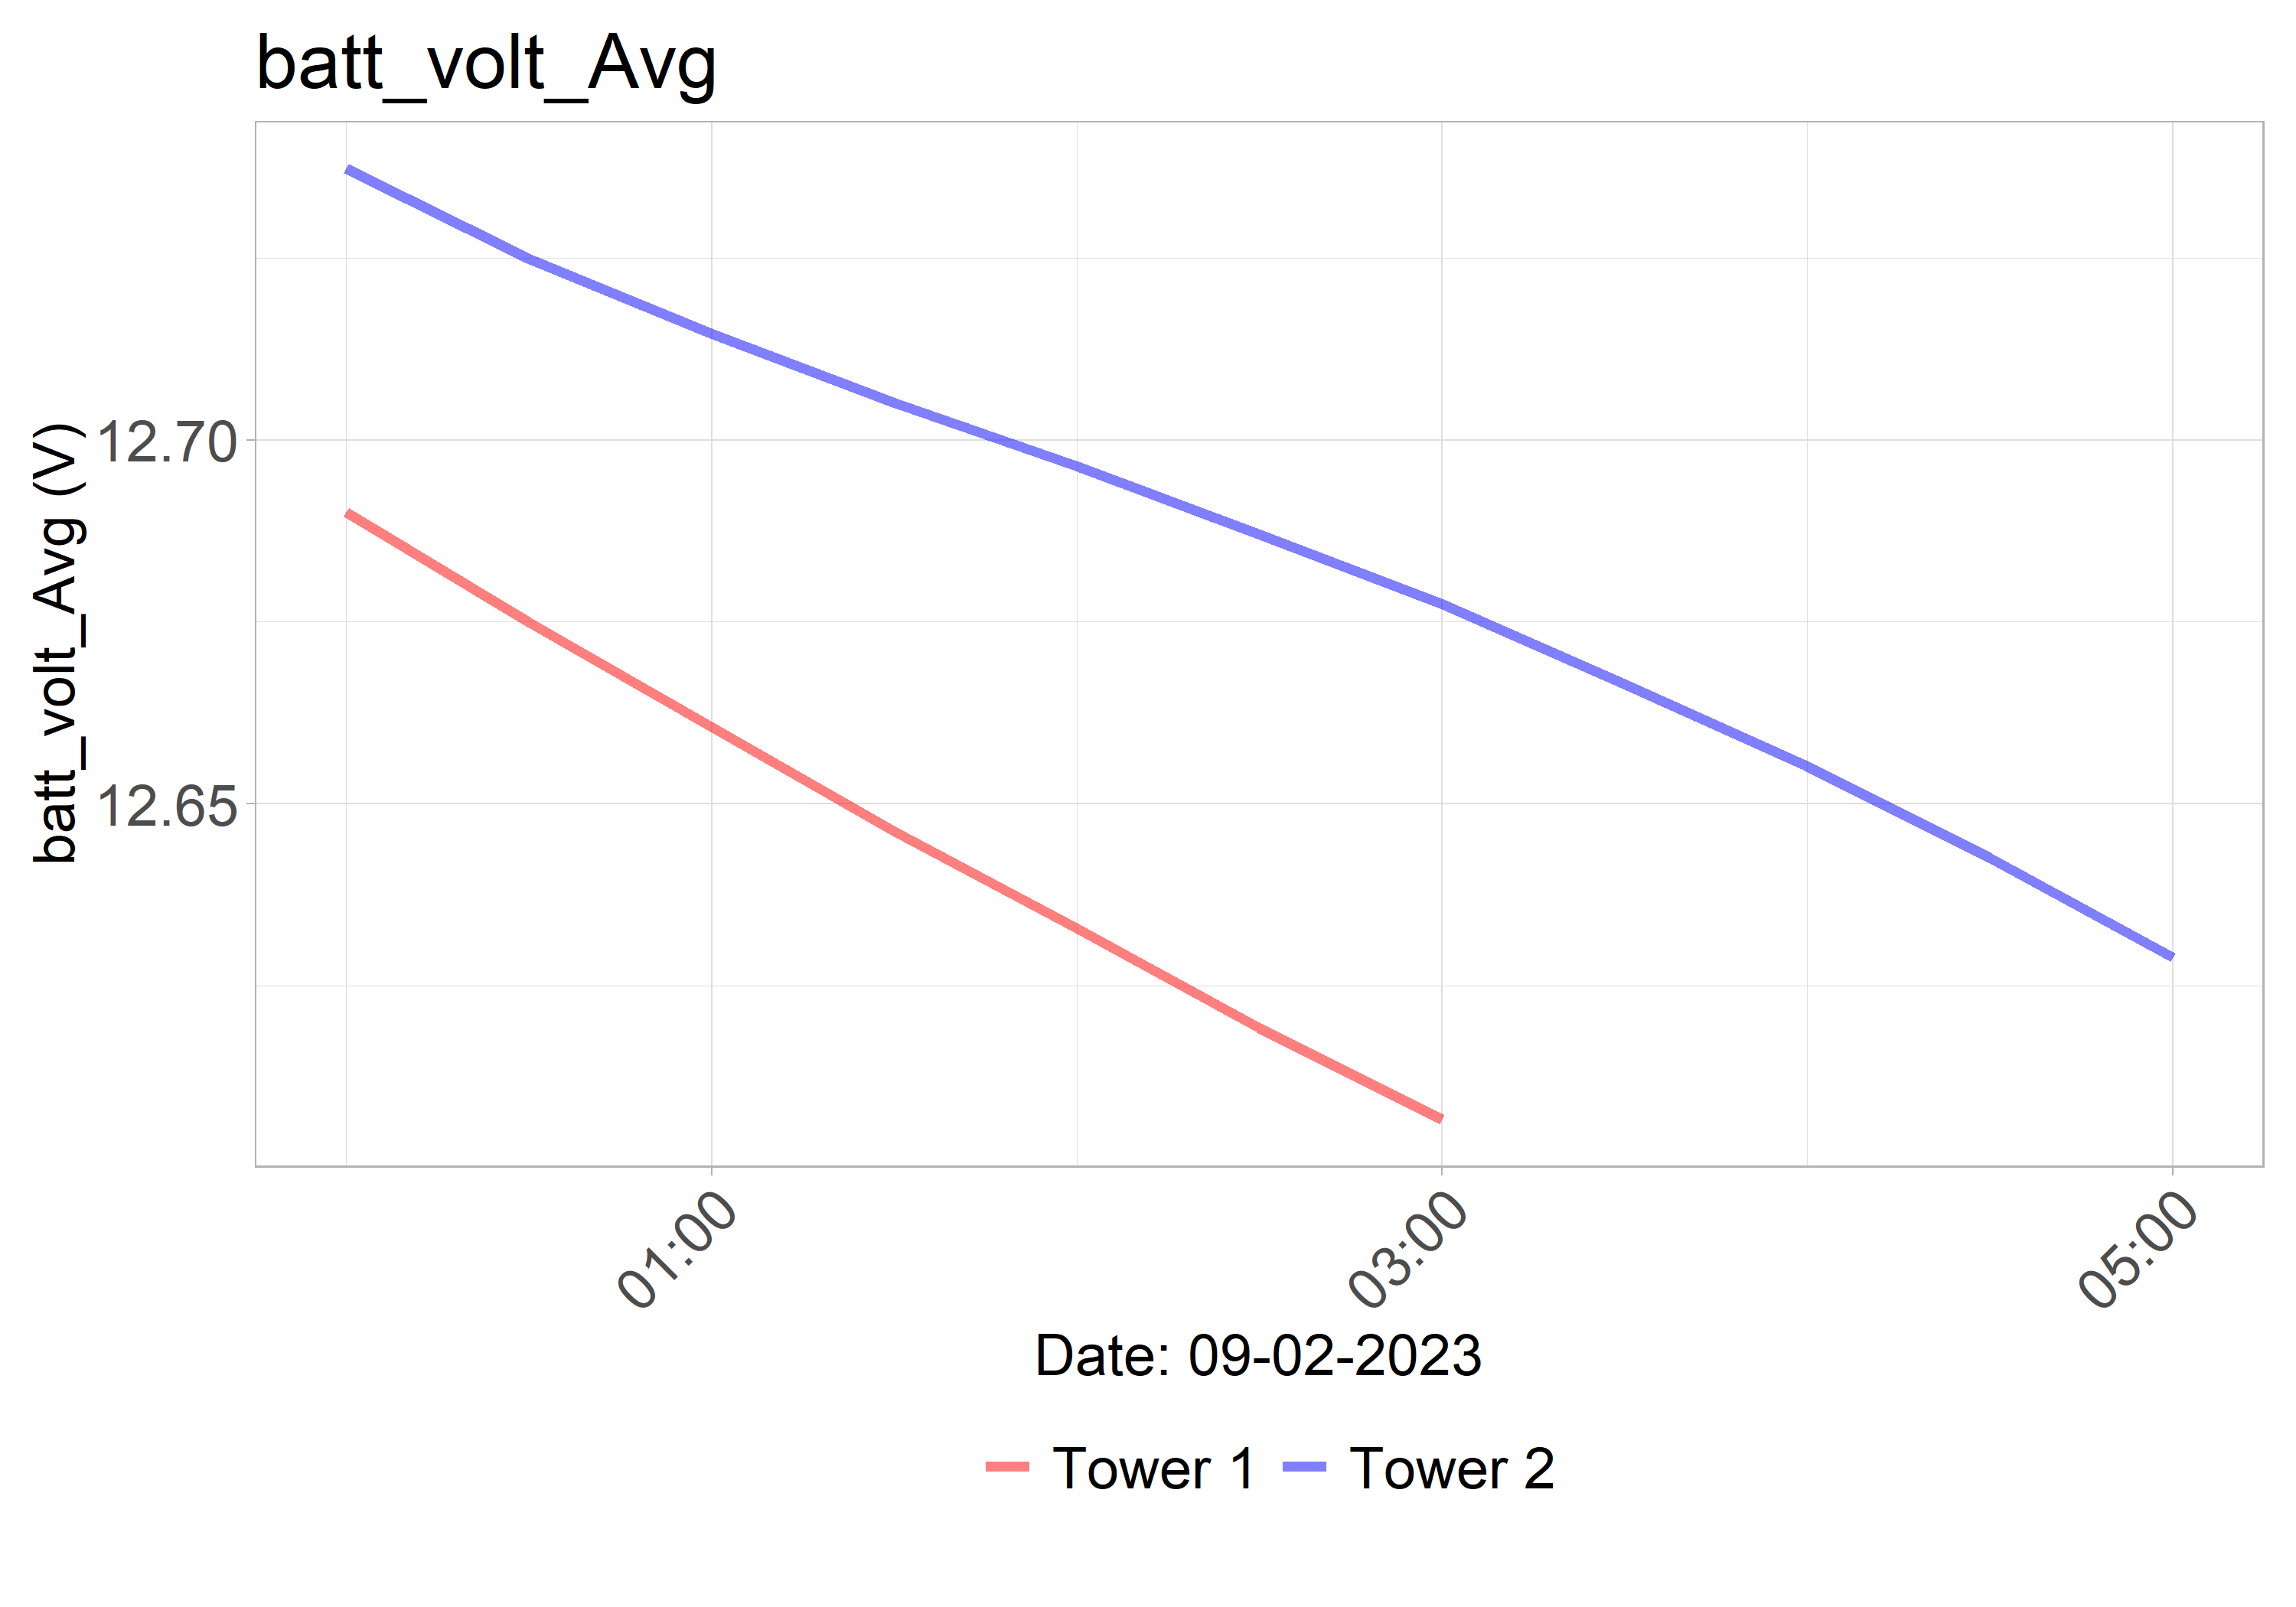 batt_volt_Avg
batt_volt_Avg (V)
12.70
12.65
01:00
03:00
05:00
Date: 09-02-2023
Tower 1
Tower 2